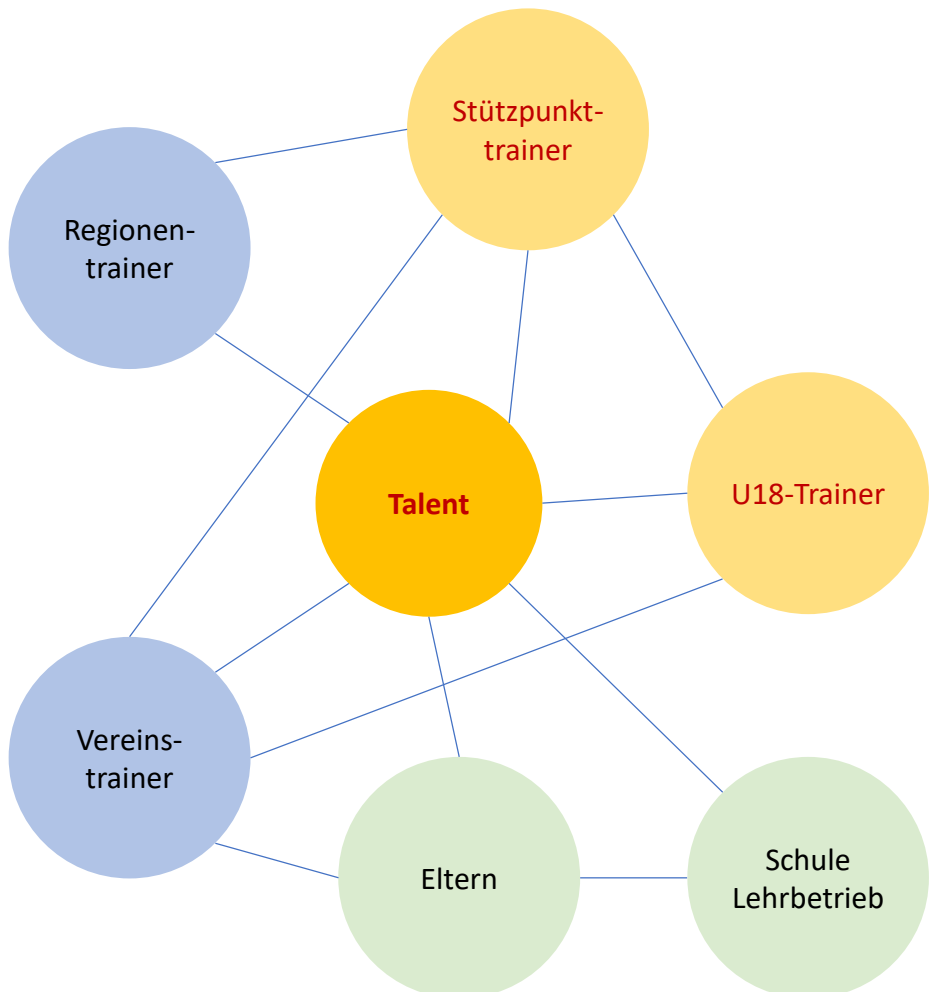 Stützpunkt-
trainer
Regionen-
trainer
Talent
U18-Trainer
Vereins-
trainer
Eltern
Schule
Lehrbetrieb